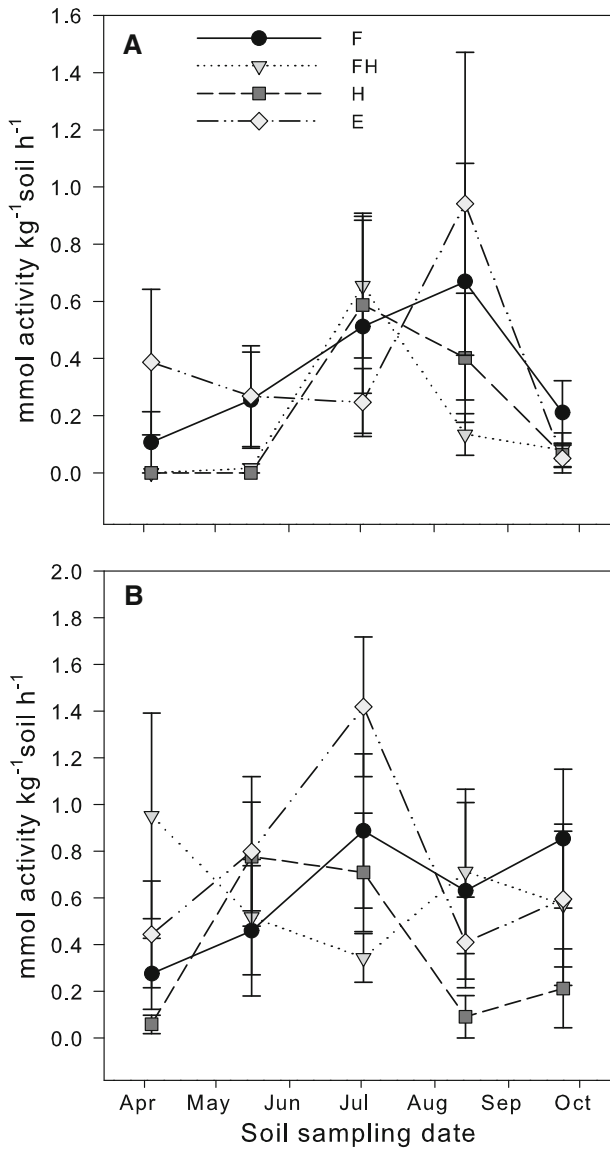 A
F
FH
H
E
1.6
1.4
1.2
1.0
0.8
0.6
0.4
0.2
0.0
mmol activity kg⁻¹soil h⁻¹
B
2.0
1.8
1.6
1.4
1.2
1.0
0.8
0.6
0.4
0.2
0.0
mmol activity kg⁻¹soil h⁻¹
Apr May Jun Jul Aug Sep Oct
Soil sampling date